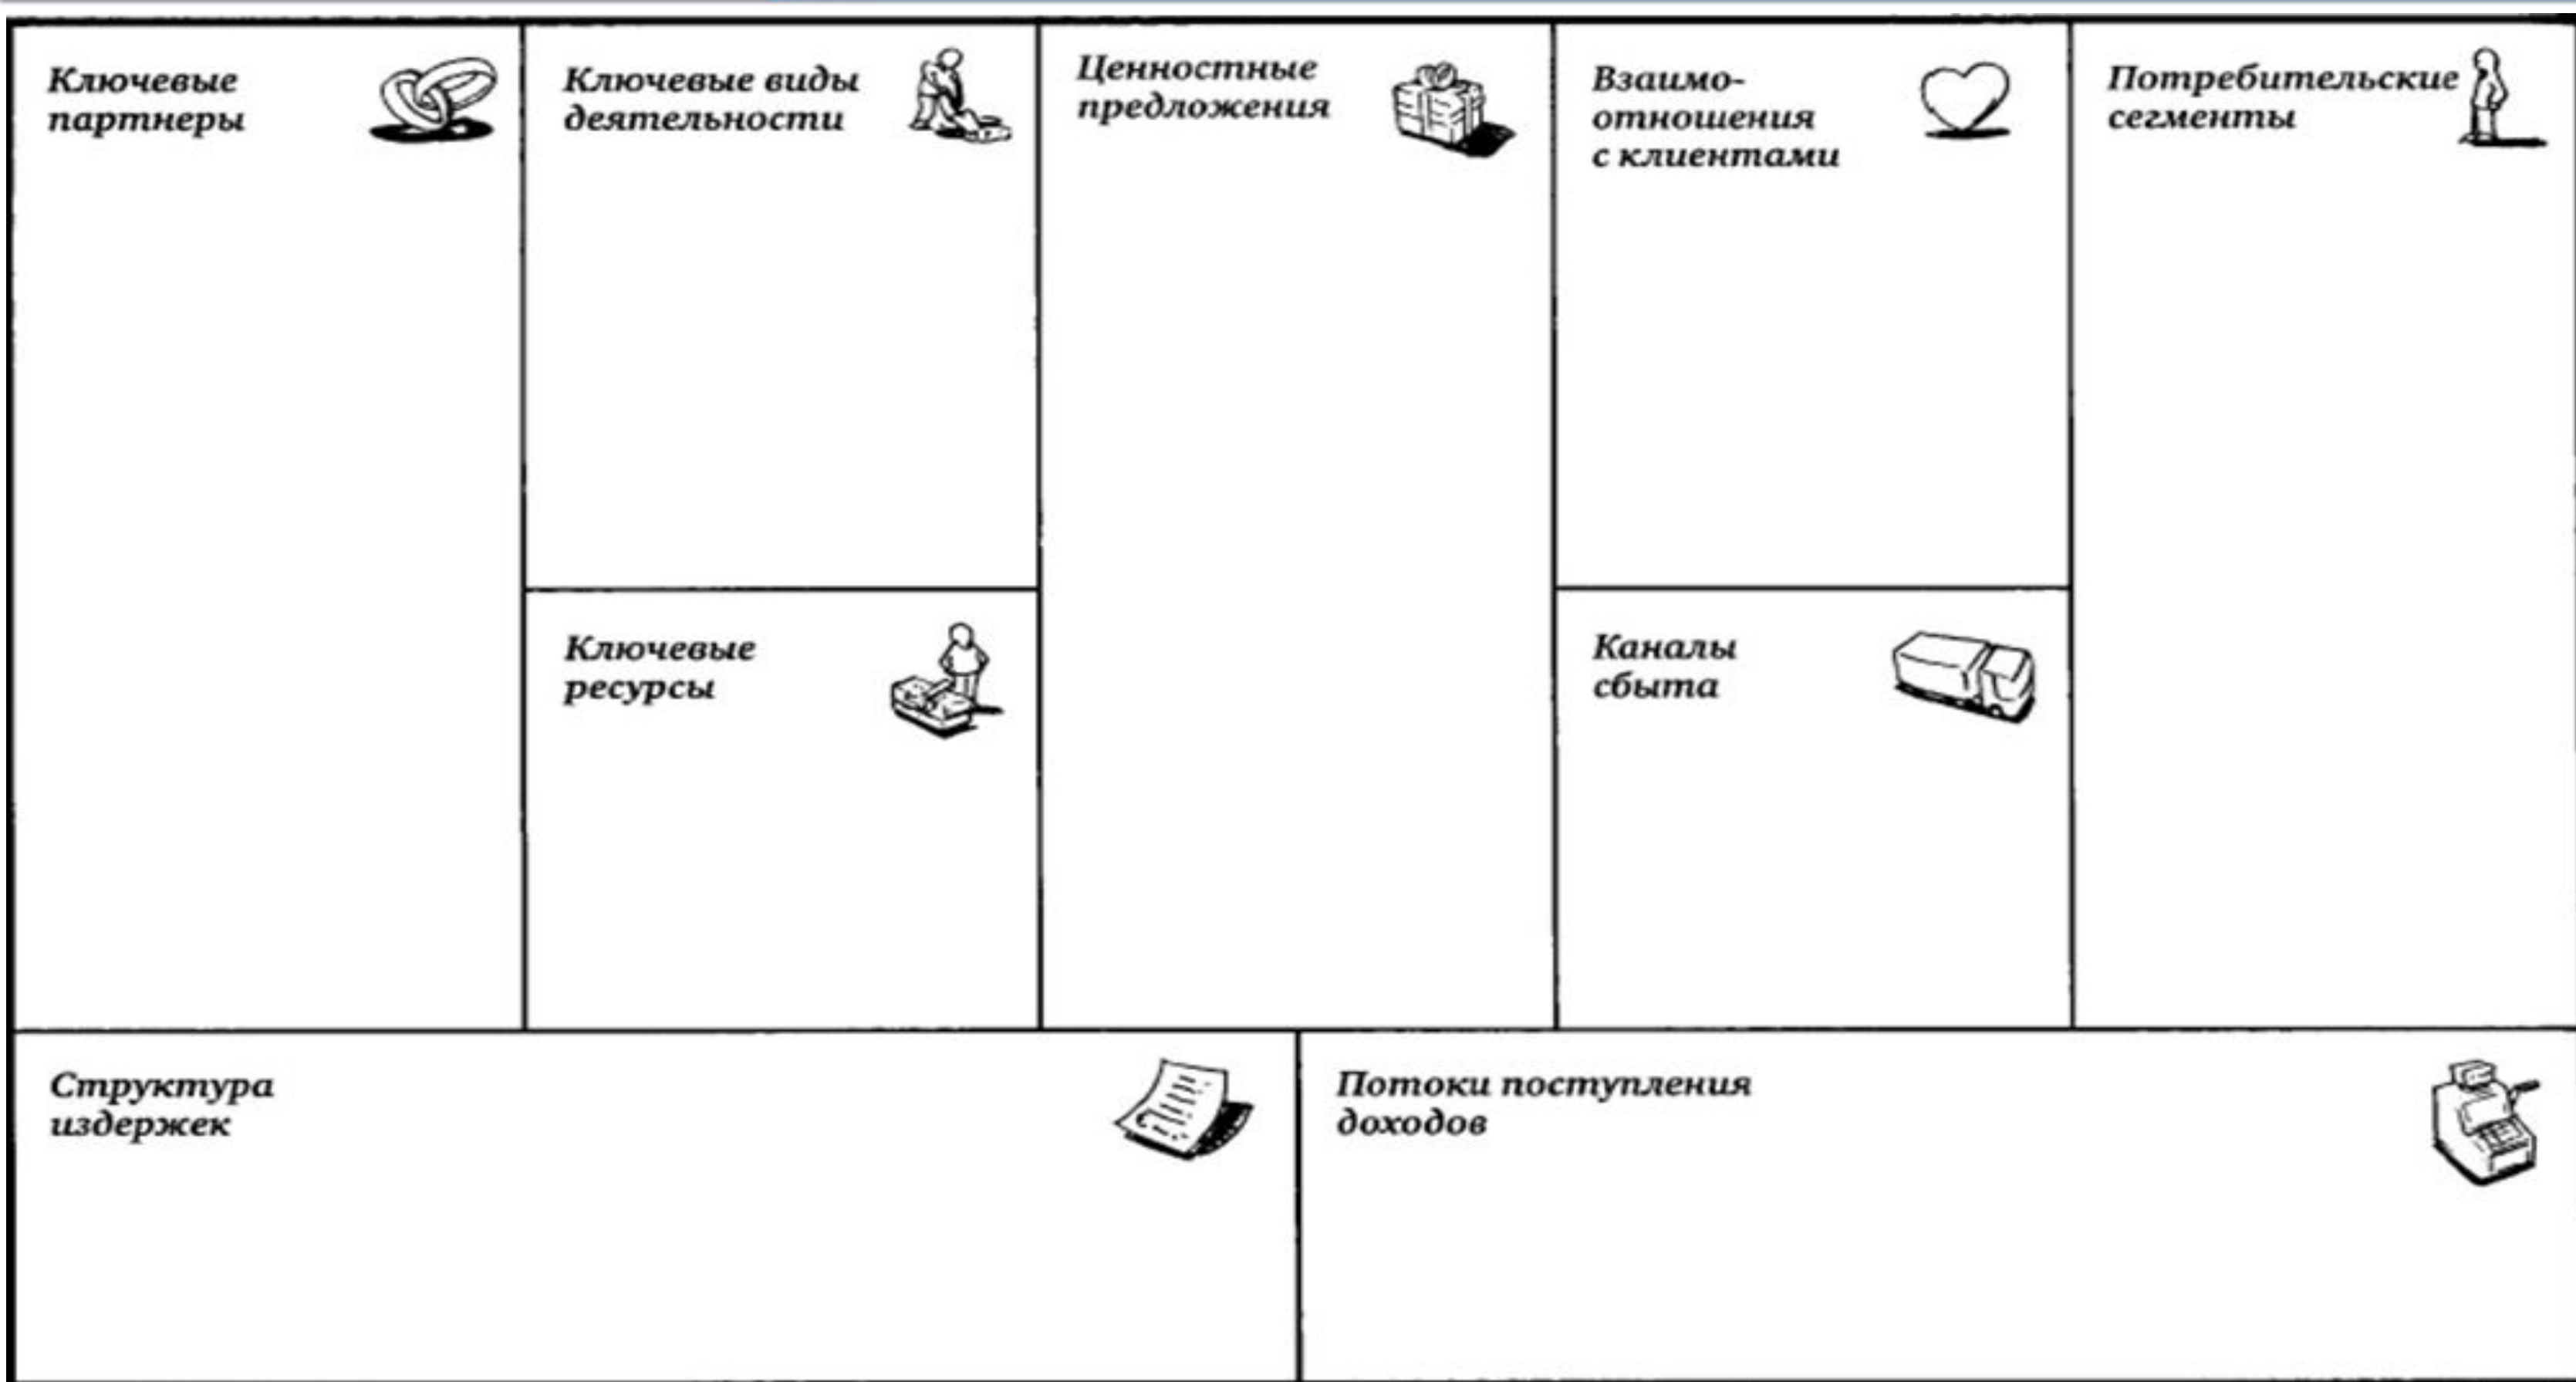 Ключевые
партнеры
Ключевые виды
деятельности
Ключевые
ресурсы
Ценностные
предложения
Взаимо-
отношения
с клиентами
Каналы
сбыта
Потребительские
сегменты
Структура
издержек
Потоки поступления
доходов